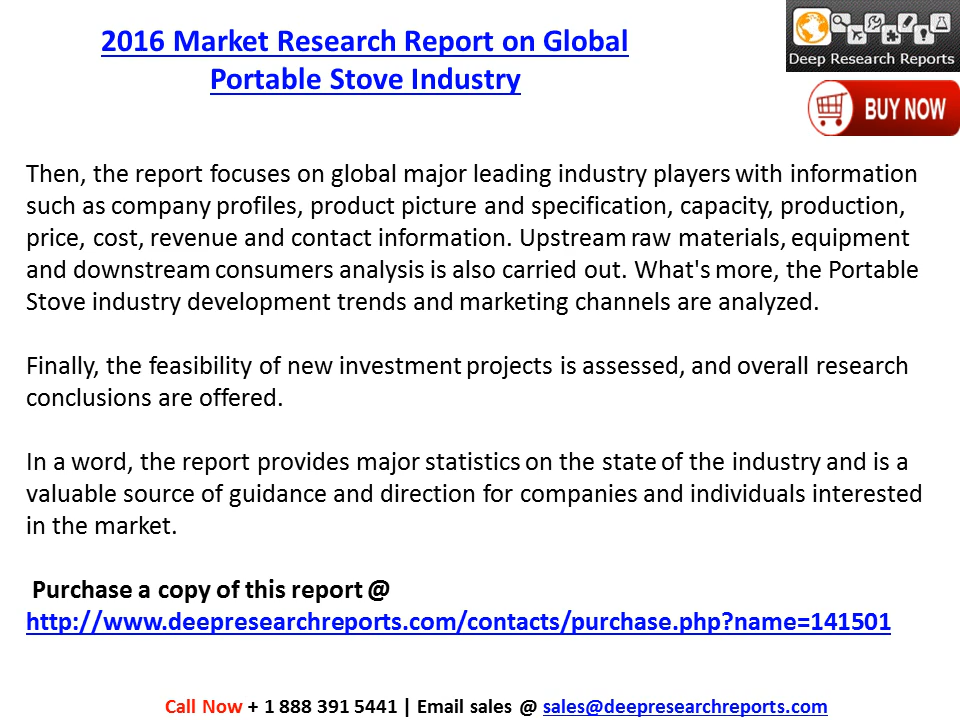 2016 Market Research Report on Global
Portable Stove Industry
Deep Research Reports
BUY NOW
Then, the report focuses on global major leading industry players with information
such as company profiles, product picture and specification, capacity, production,
price, cost, revenue and contact information. Upstream raw materials, equipment
and downstream consumers analysis is also carried out. What's more, the Portable
Stove industry development trends and marketing channels are analyzed.
Finally, the feasibility of new investment projects is assessed, and overall research
conclusions are offered.
In a word, the report provides major statistics on the state of the industry and is a
valuable source of guidance and direction for companies and individuals interested
in the market.
Purchase a copy of this report @
http://www.deepresearchreports.com/contacts/purchase.php?name=141501
Call Now + 1 888 391 5441 | Email sales @ sales@deepresearchreports.com